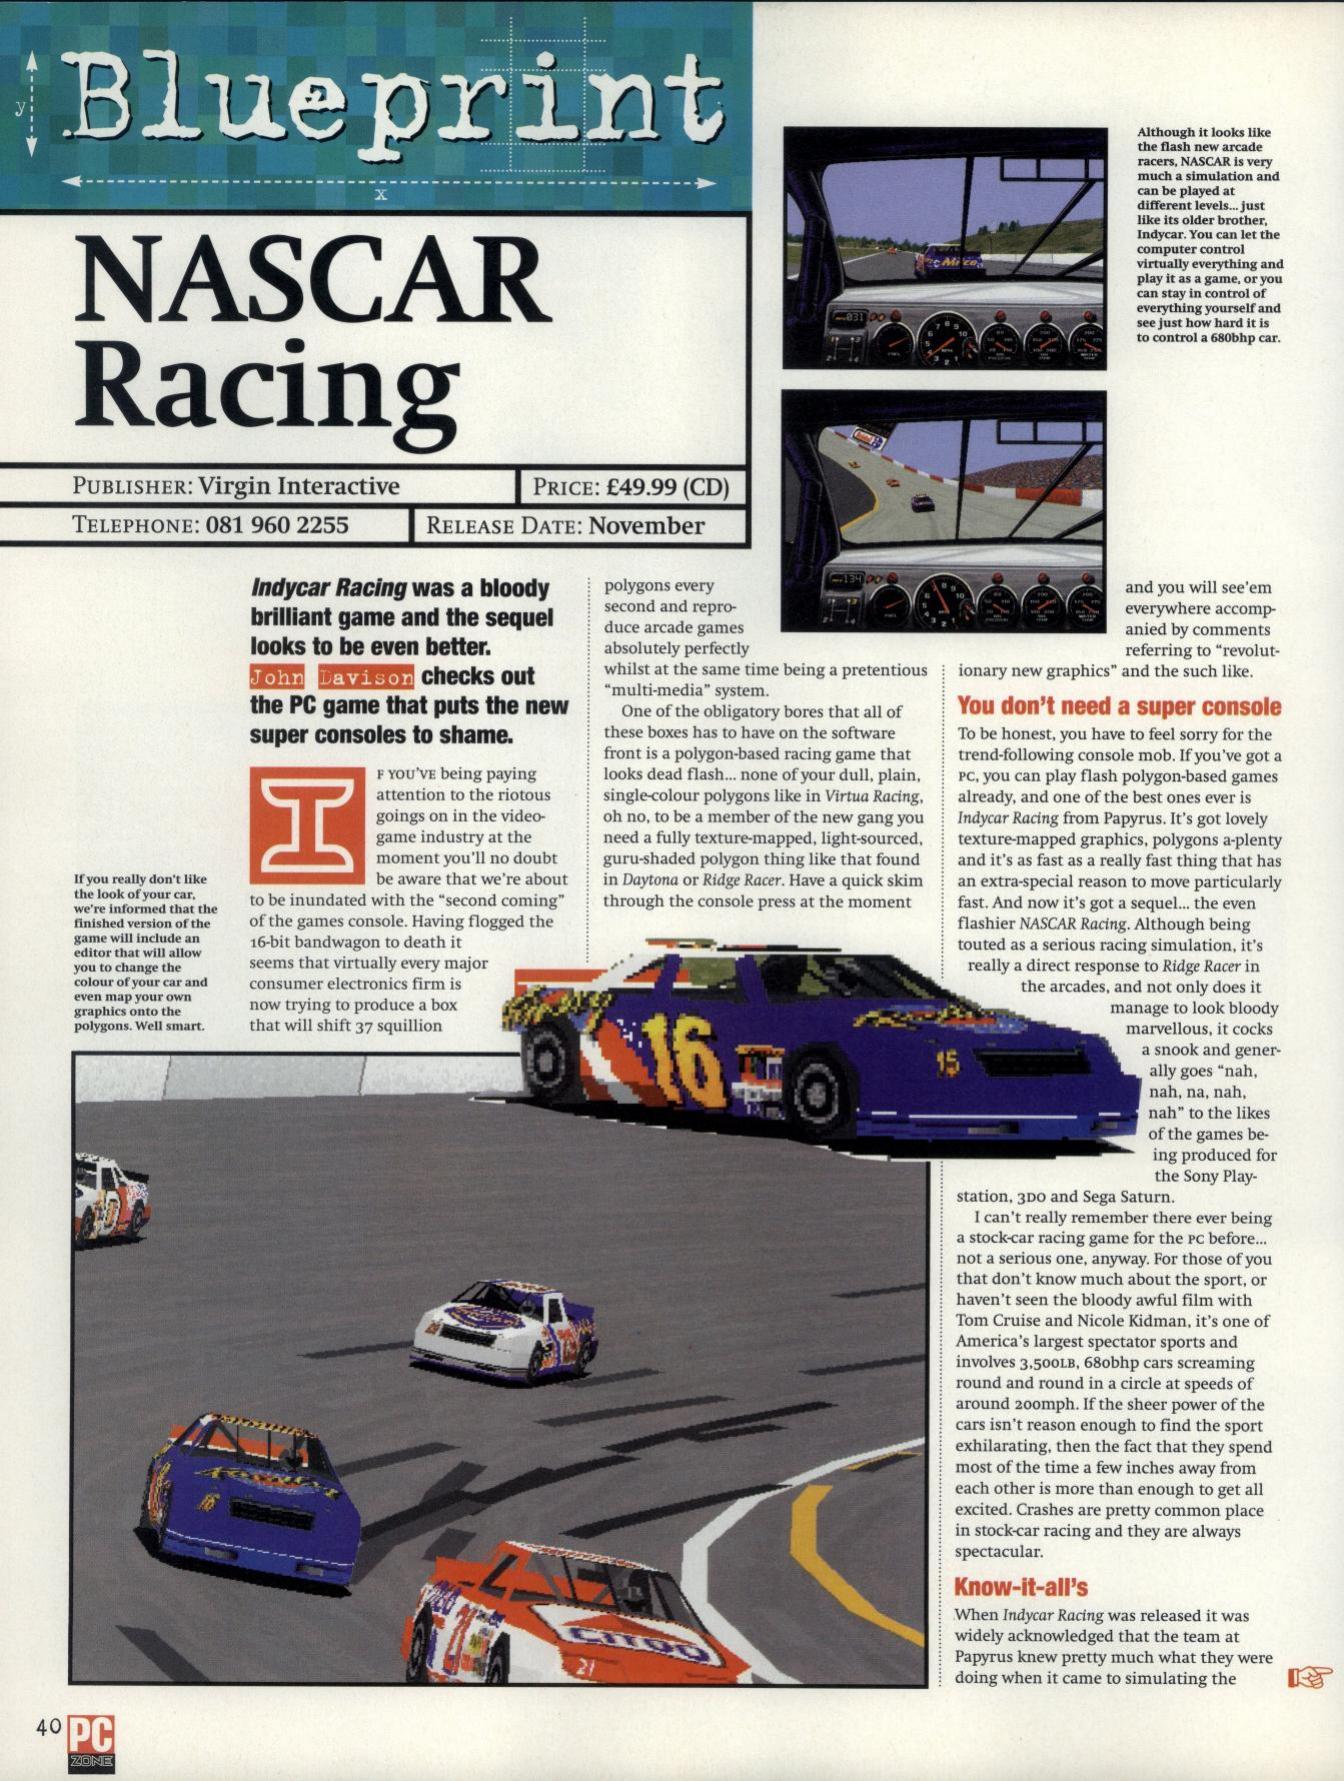 Blueprint
y
x
NASCAR
Racing
PUBLISHER: Virgin Interactive
PRICE: £49.99 (CD)
TELEPHONE: 081 960 2255
RELEASE DATE: November
Although it looks like
the flash new arcade
racers, NASCAR is very
much a simulation and
can be played at
different levels... just
like its older brother,
Indycar. You can let the
computer control
virtually everything and
play it as a game, or you
can stay in control of
everything yourself and
see just how hard it is
to control a 680bhp car.
Indycar Racing was a bloody
brilliant game and the sequel
looks to be even better.
John Davison checks out
the PC game that puts the new
super consoles to shame.
IF YOU'VE being paying
attention to the riotous
goings on in the video-
game industry at the
moment you'll no doubt
be aware that we're about
to be inundated with the "second coming"
of the games console. Having flogged the
16-bit bandwagon to death it
seems that virtually every major
consumer electronics firm is
now trying to produce a box
that will shift 37 squillion
If you really don't like
the look of your car,
we're informed that the
finished version of the
game will include an
editor that will allow
you to change the
colour of your car and
even map your own
graphics onto the
polygons. Well smart.
polygons every
second and repro-
duce arcade games
absolutely perfectly
whilst at the same time being a pretentious
"multi-media" system.
One of the obligatory bores that all of
these boxes has to have on the software
front is a polygon-based racing game that
looks dead flash... none of your dull, plain,
single-colour polygons like in Virtua Racing,
oh no, to be a member of the new gang you
need a fully texture-mapped, light-sourced,
guru-shaded polygon thing like that found
in Daytona or Ridge Racer. Have a quick skim
through the console press at the moment
and you will see'em
everywhere accomp-
anied by comments
referring to "revolut-
ionary new graphics" and the such like.
You don't need a super console
To be honest, you have to feel sorry for the
trend-following console mob. If you've got a
PC, you can play flash polygon-based games
already, and one of the best ones ever is
Indycar Racing from Papyrus. It's got lovely
texture-mapped graphics, polygons a-plenty
and it's as fast as a really fast thing that has
an extra-special reason to move particularly
fast. And now it's got a sequel... the even
flashier NASCAR Racing. Although being
touted as a serious racing simulation, it's
really a direct response to Ridge Racer in
the arcades, and not only does it
manage to look bloody
marvellous, it cocks
a snook and gener-
ally goes "nah,
nah, na, nah,
nah" to the likes
of the games be-
ing produced for
the Sony Play-
station, 3DO and Sega Saturn.
I can't really remember there ever being
a stock-car racing game for the PC before...
not a serious one, anyway. For those of you
that don't know much about the sport, or
haven't seen the bloody awful film with
Tom Cruise and Nicole Kidman, it's one of
America's largest spectator sports and
involves 3,500LB, 680bhp cars screaming
round and round in a circle at speeds of
around 200mph. If the sheer power of the
cars isn't reason enough to find the sport
exhilarating, then the fact that they spend
most of the time a few inches away from
each other is more than enough to get all
excited. Crashes are pretty common place
in stock-car racing and they are always
spectacular.
Know-it-all's
When Indycar Racing was released it was
widely acknowledged that the team at
Papyrus knew pretty much what they were
doing when it came to simulating the
16
15
CITGO
21
40 PC
ZONE